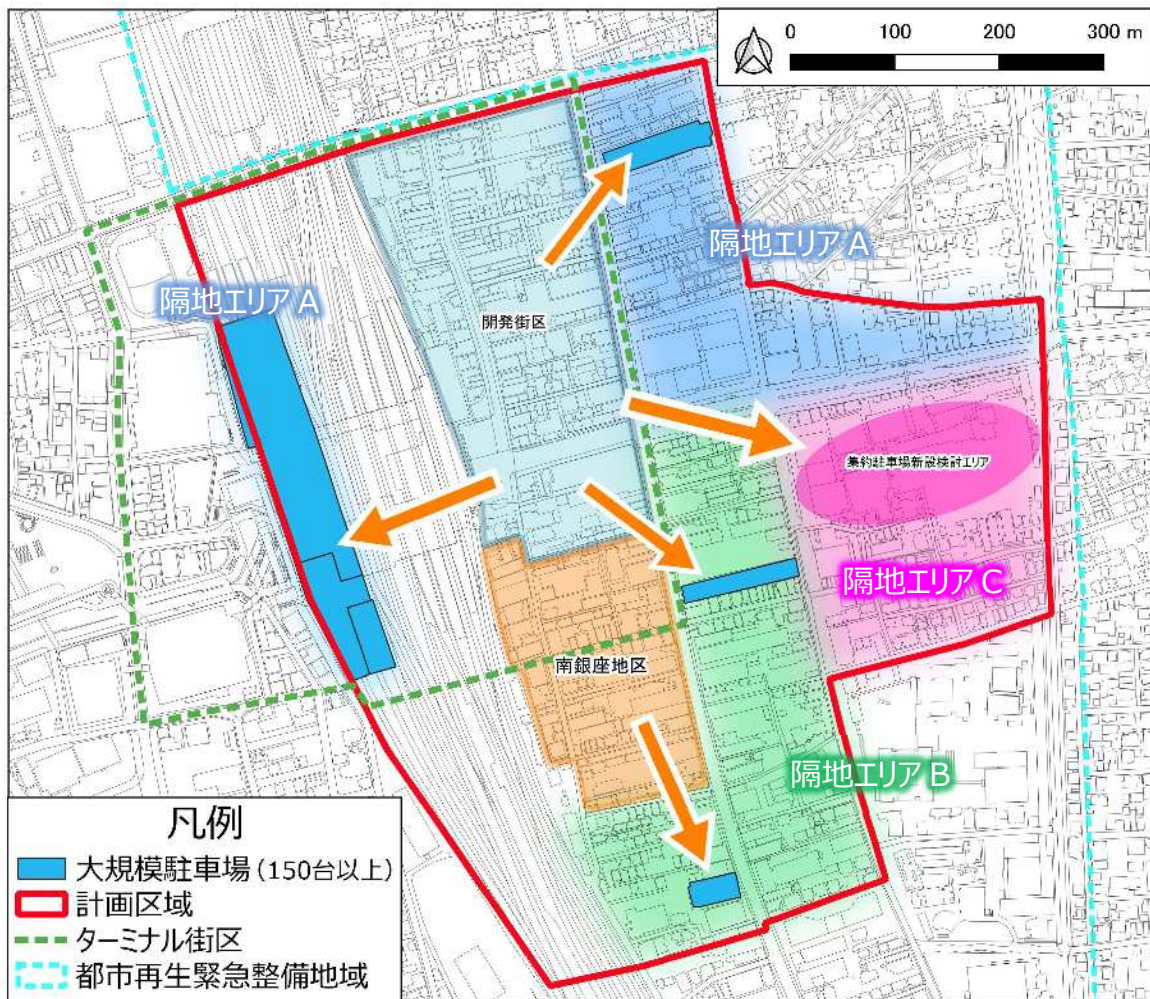 0 100 200 300 m
隔地エリア A
隔地エリア A
開発街区
集約駐車場新設検討エリア
隔地エリア C
南銀座地区
隔地エリア B
凡例
大規模駐車場 (150台以上)
計画区域
ターミナル街区
都市再生緊急整備地域